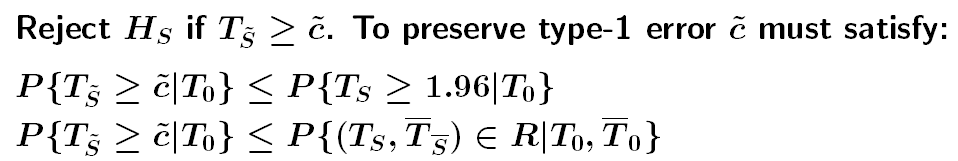 Reject $H_S$ if $T_{\tilde{S}} \geq \tilde{c}$. To preserve type-1 error $\tilde{c}$ must satisfy:
$P\{T_{\tilde{S}} \geq \tilde{c}|T_0\} \leq P\{T_S \geq 1.96|T_0\}$
$P\{T_{\tilde{S}} \geq \tilde{c}|T_0\} \leq P\{(T_S, \overline{T}_{\overline{S}}) \in R|T_0, \overline{T}_0\}$